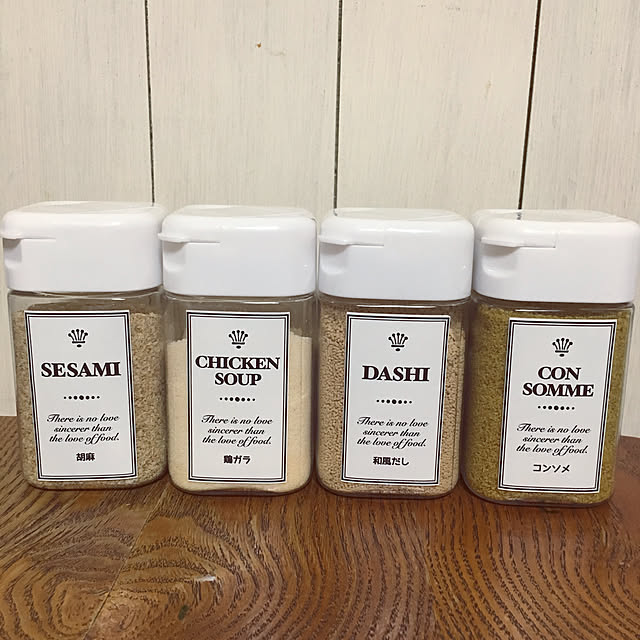 SESAMI
There is no love
sincerer than
the love of food.
胡麻
CHICKEN
SOUP
There is no love
sincerer than
the love of food.
鶏ガラ
DASHI
There is no love
sincerer than
the love of food.
和風だし
CON
SOMME
There is no love
sincerer than
the love of food.
コンソメ